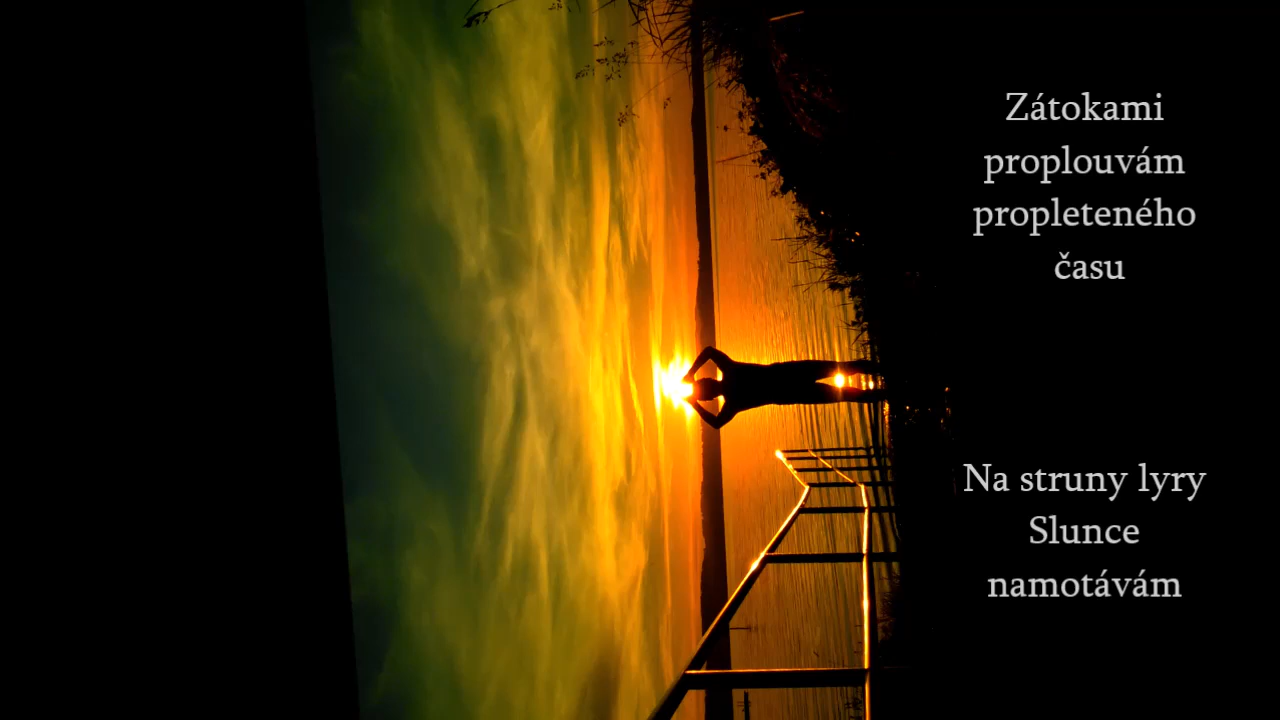 Zátokami
proplouvám
propleteného
času
Na struny lyry
Slunce
namotávám